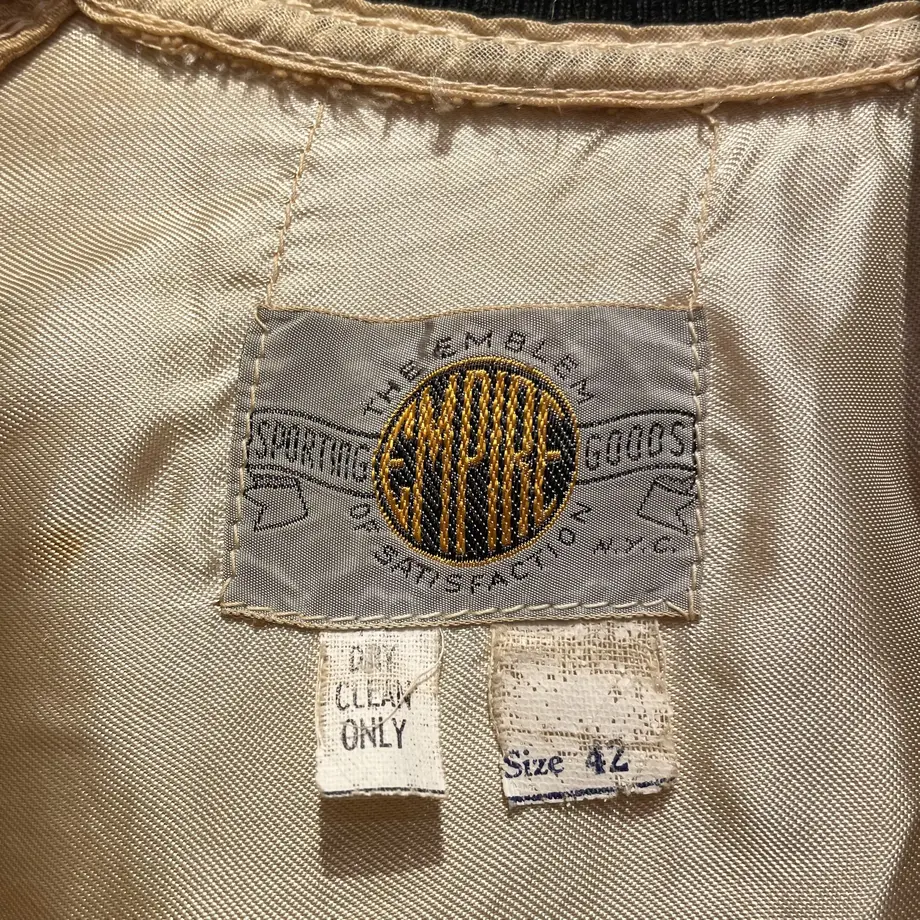 THE EMBLEM
SPORTING EMPIRE GOODS
OF SATISFACTION
N.Y.C.
DRY
CLEAN
ONLY
Size 42